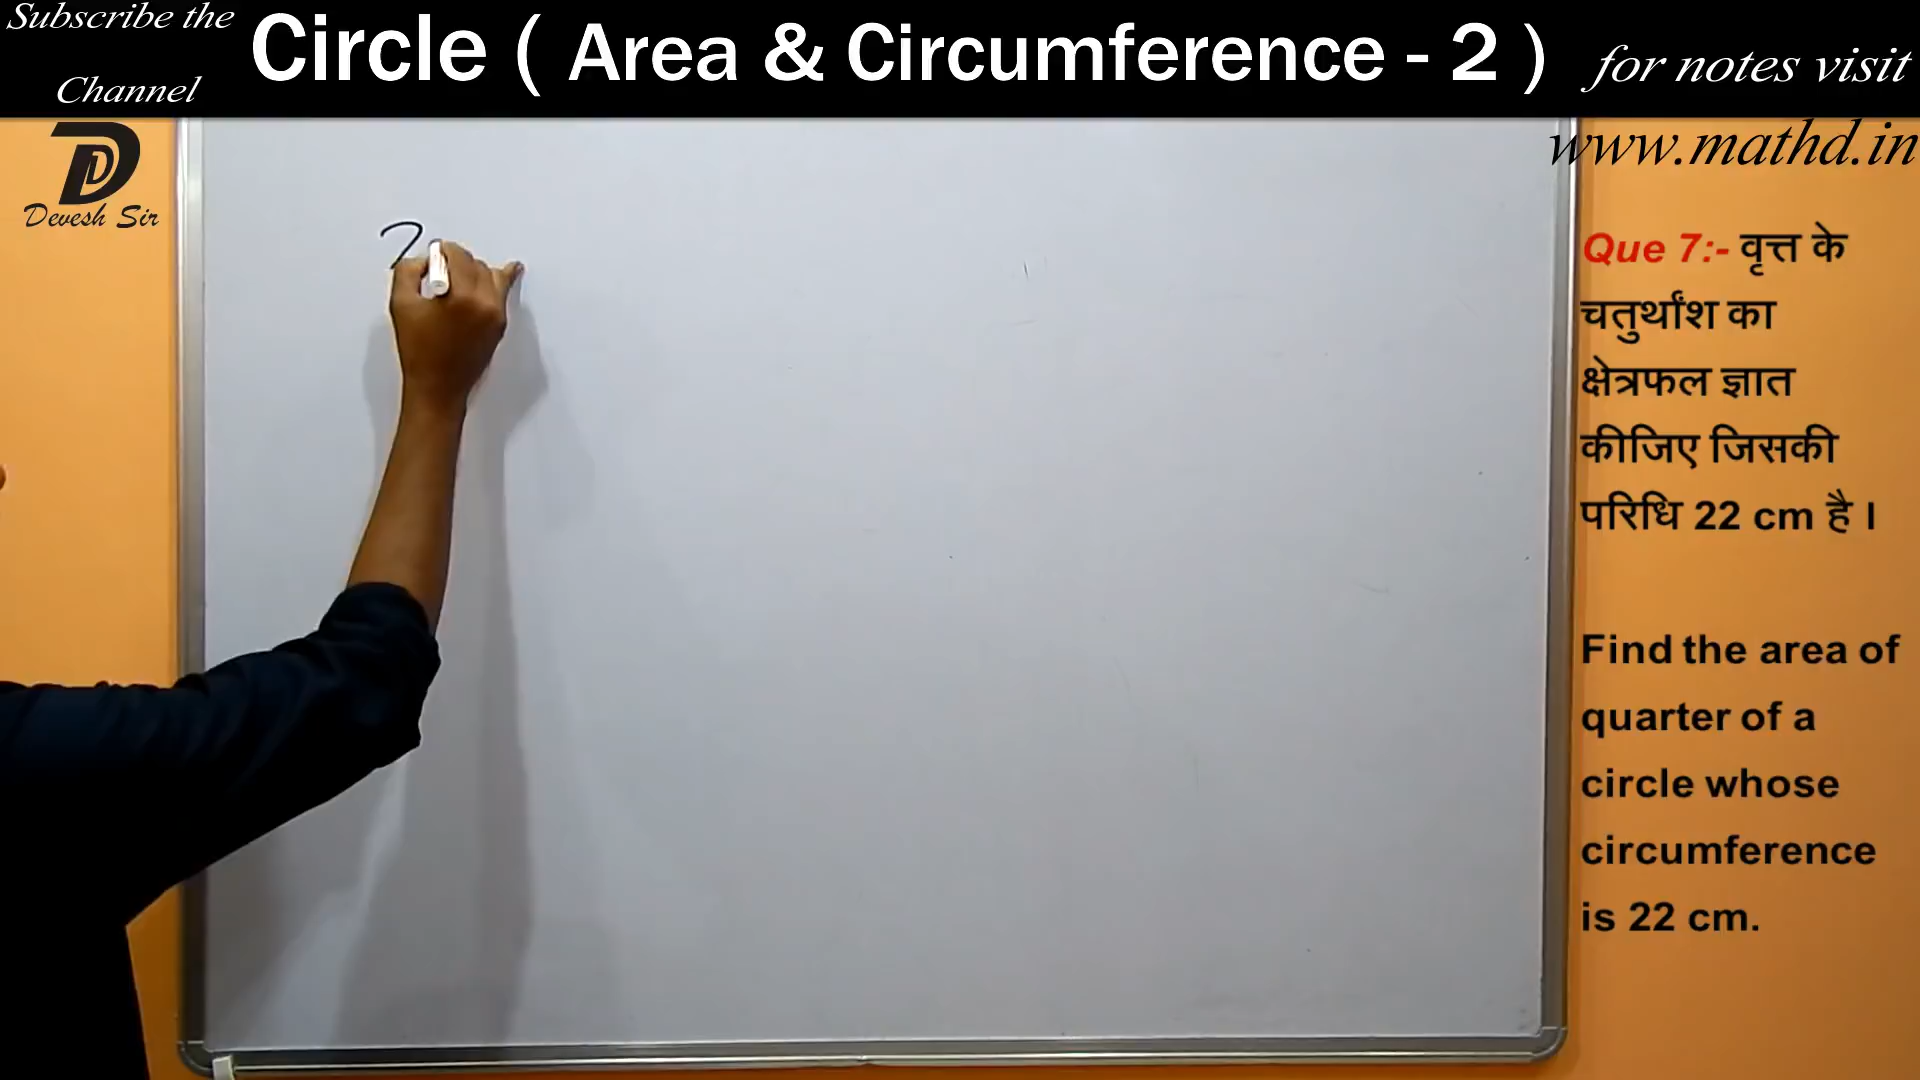 Subscribe the
Channel
Circle ( Area & Circumference - 2 )
for notes visit
www.mathd.in
D
Devesh Sir
Que 7:- वृत्त के
चतुर्थांश का
क्षेत्रफल ज्ञात
कीजिए जिसकी
परिधि 22 cm है ।
Find the area of
quarter of a
circle whose
circumference
is 22 cm.
2